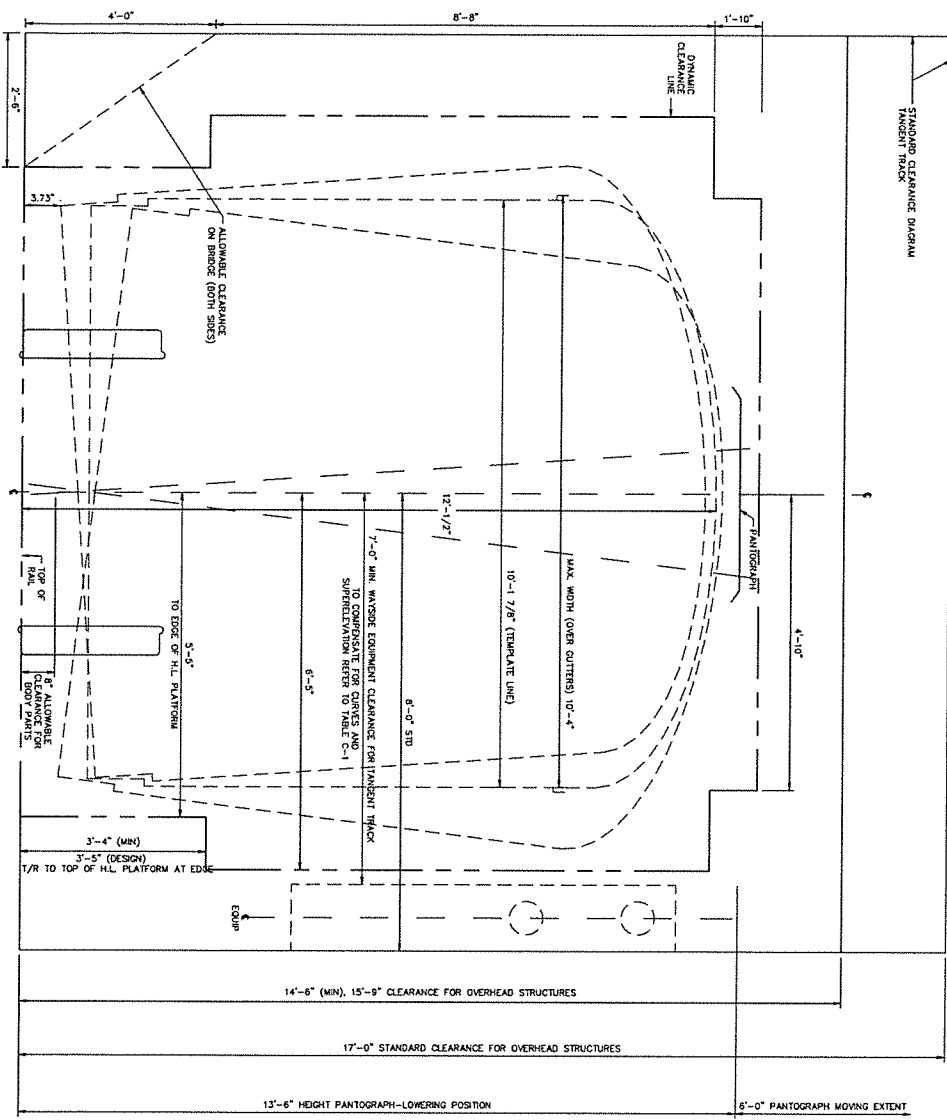 4'-0"
8'-8"
1'-10"
2'-6"
DYNAMIC
CLEARANCE
LINE
STANDARD CLEARANCE DIAGRAM
TANGENT TRACK
3.73"
ALLOWABLE CLEARANCE
ON BRIDGE (BOTH SIDES)
12'-1/2"
PANTOGRAPH
TOP OF
RAIL
8" ALLOWABLE
CLEARANCE FOR
BODY PARTS
5'-5"
TO EDGE OF H.L. PLATFORM
6'-5"
7'-0" MIN. WAYSIDE EQUIPMENT CLEARANCE FOR TANGENT TRACK
TO COMPENSATE FOR CURVES AND
SUPERELEVATION REFER TO TABLE C-1
8'-0" STD
10'-1 7/8" (TEMPLATE LINE)
MAX. WIDTH (OVER GUTTERS) 10'-4"
4'-10"
3'-4" (MIN)
3'-5" (DESIGN)
T/R TO TOP OF H.L. PLATFORM AT EDGE
EQUIP
14'-6" (MIN), 15'-9" CLEARANCE FOR OVERHEAD STRUCTURES
17'-0" STANDARD CLEARANCE FOR OVERHEAD STRUCTURES
13'-6" HEIGHT PANTOGRAPH-LOWERING POSITION
6'-0" PANTOGRAPH MOVING EXTENT